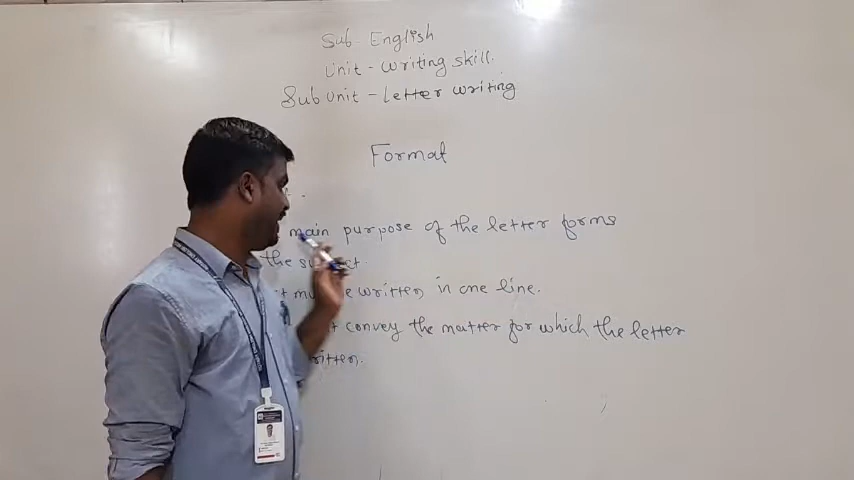 Sub- English
Unit - Writing skill.
Sub Unit - Letter writing
Format
main purpose of the letter forms
the
written in one line.
convey the matter for which the letter